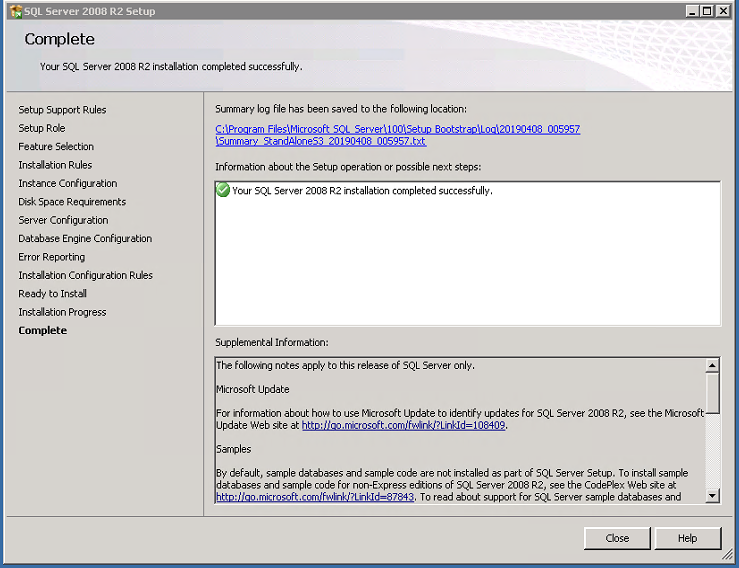 SQL Server 2008 R2 Setup
Complete
Your SQL Server 2008 R2 installation completed successfully.
Setup Support Rules
Setup Role
Feature Selection
Installation Rules
Instance Configuration
Disk Space Requirements
Server Configuration
Database Engine Configuration
Error Reporting
Installation Configuration Rules
Ready to Install
Installation Progress
Complete
Summary log file has been saved to the following location:
C:\Program Files\Microsoft SQL Server\100\Setup Bootstrap\Log\20190408_005957
\Summary_StandAloneS3_20190408_005957.txt
Information about the Setup operation or possible next steps:
Your SQL Server 2008 R2 installation completed successfully.
Supplemental Information:
The following notes apply to this release of SQL Server only.
Microsoft Update
For information about how to use Microsoft Update to identify updates for SQL Server 2008 R2, see the Microsoft
Update Web site at http://go.microsoft.com/fwlink/?LinkId=108409.
Samples
By default, sample databases and sample code are not installed as part of SQL Server Setup. To install sample
databases and sample code for non-Express editions of SQL Server 2008 R2, see the CodePlex Web site at
http://go.microsoft.com/fwlink/?LinkId=87843. To read about support for SQL Server sample databases and
Close
Help